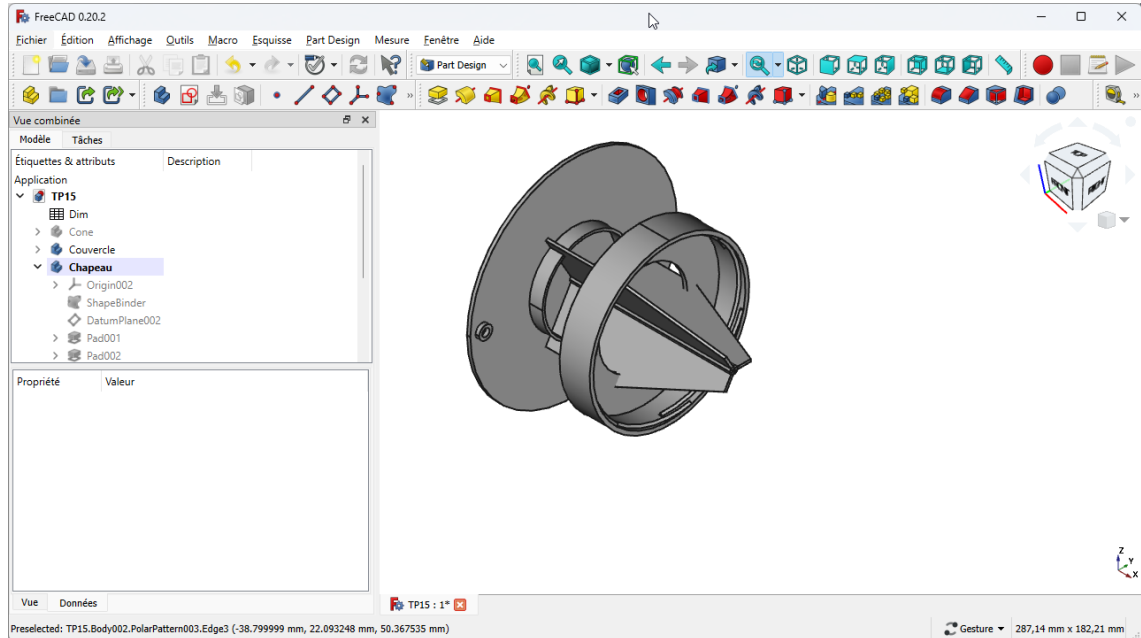 FreeCAD 0.20.2
Fichier Édition Affichage Outils Macro Esquisse Part Design Mesure Fenêtre Aide
Part Design
Vue combinée
Modèle Tâches
Étiquettes & attributs Description
Application
TP15
Dim
Cone
Couvercle
Chapeau
Origin002
ShapeBinder
DatumPlane002
Pad001
Pad002
Propriété Valeur
Z
Y
X
Vue Données
TP15 : 1*
Preselected: TP15.Body002.PolarPattern003.Edge3 (-38.799999 mm, 22.093248 mm, 50.367535 mm)
Gesture
287,14 mm x 182,21 mm